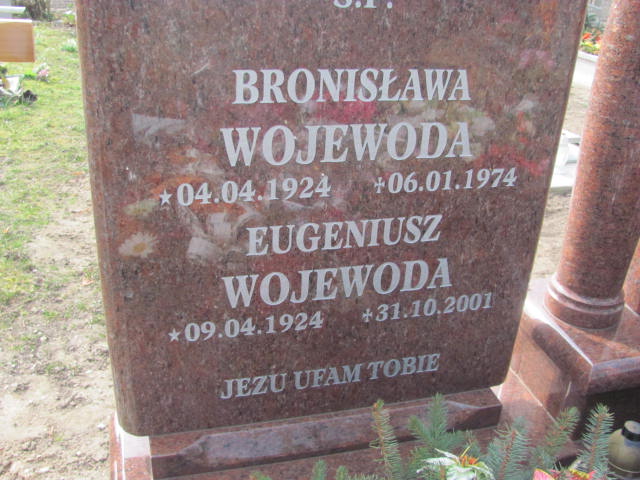 Ś.P.
BRONISŁAWA
WOJEWODA
★04.04.1924 ✝06.01.1974
EUGENIUSZ
WOJEWODA
★09.04.1924 ✝31.10.2001
JEZU UFAM TOBIE